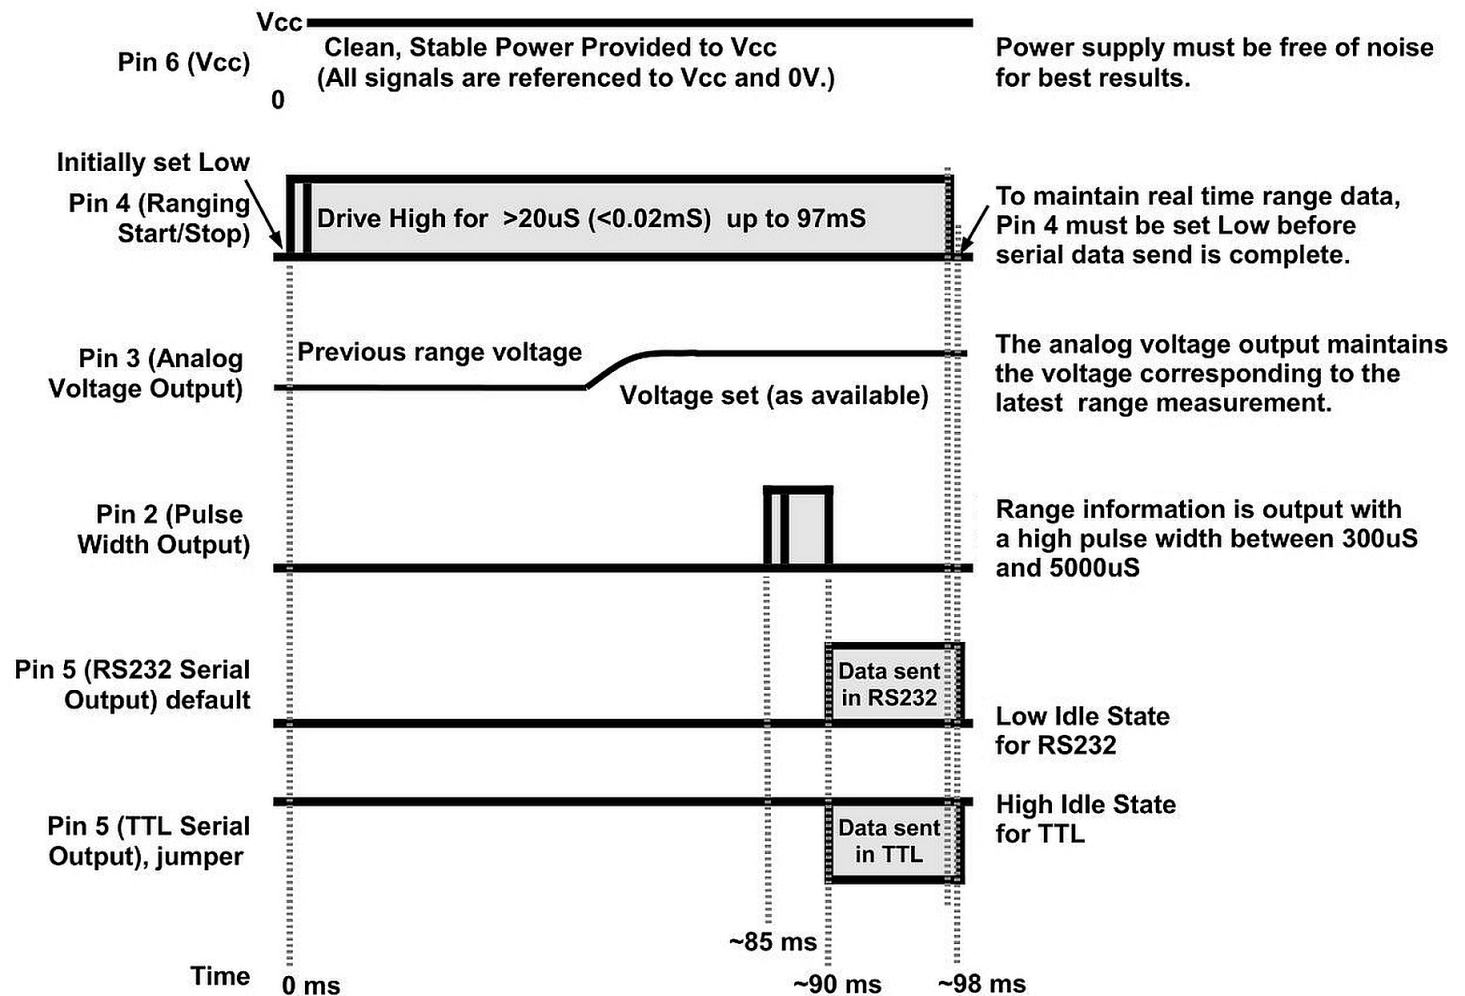 Vcc
Pin 6 (Vcc)
0
Clean, Stable Power Provided to Vcc
(All signals are referenced to Vcc and 0V.)
Power supply must be free of noise
for best results.
Initially set Low
Pin 4 (Ranging
Start/Stop)
Drive High for >20uS (<0.02mS) up to 97mS
To maintain real time range data,
Pin 4 must be set Low before
serial data send is complete.
Pin 3 (Analog
Voltage Output)
Previous range voltage
Voltage set (as available)
The analog voltage output maintains
the voltage corresponding to the
latest range measurement.
Pin 2 (Pulse
Width Output)
Range information is output with
a high pulse width between 300uS
and 5000uS
Pin 5 (RS232 Serial
Output) default
Data sent
in RS232
Low Idle State
for RS232
Pin 5 (TTL Serial
Output), jumper
Data sent
in TTL
High Idle State
for TTL
~85 ms
Time
0 ms
~90 ms
~98 ms